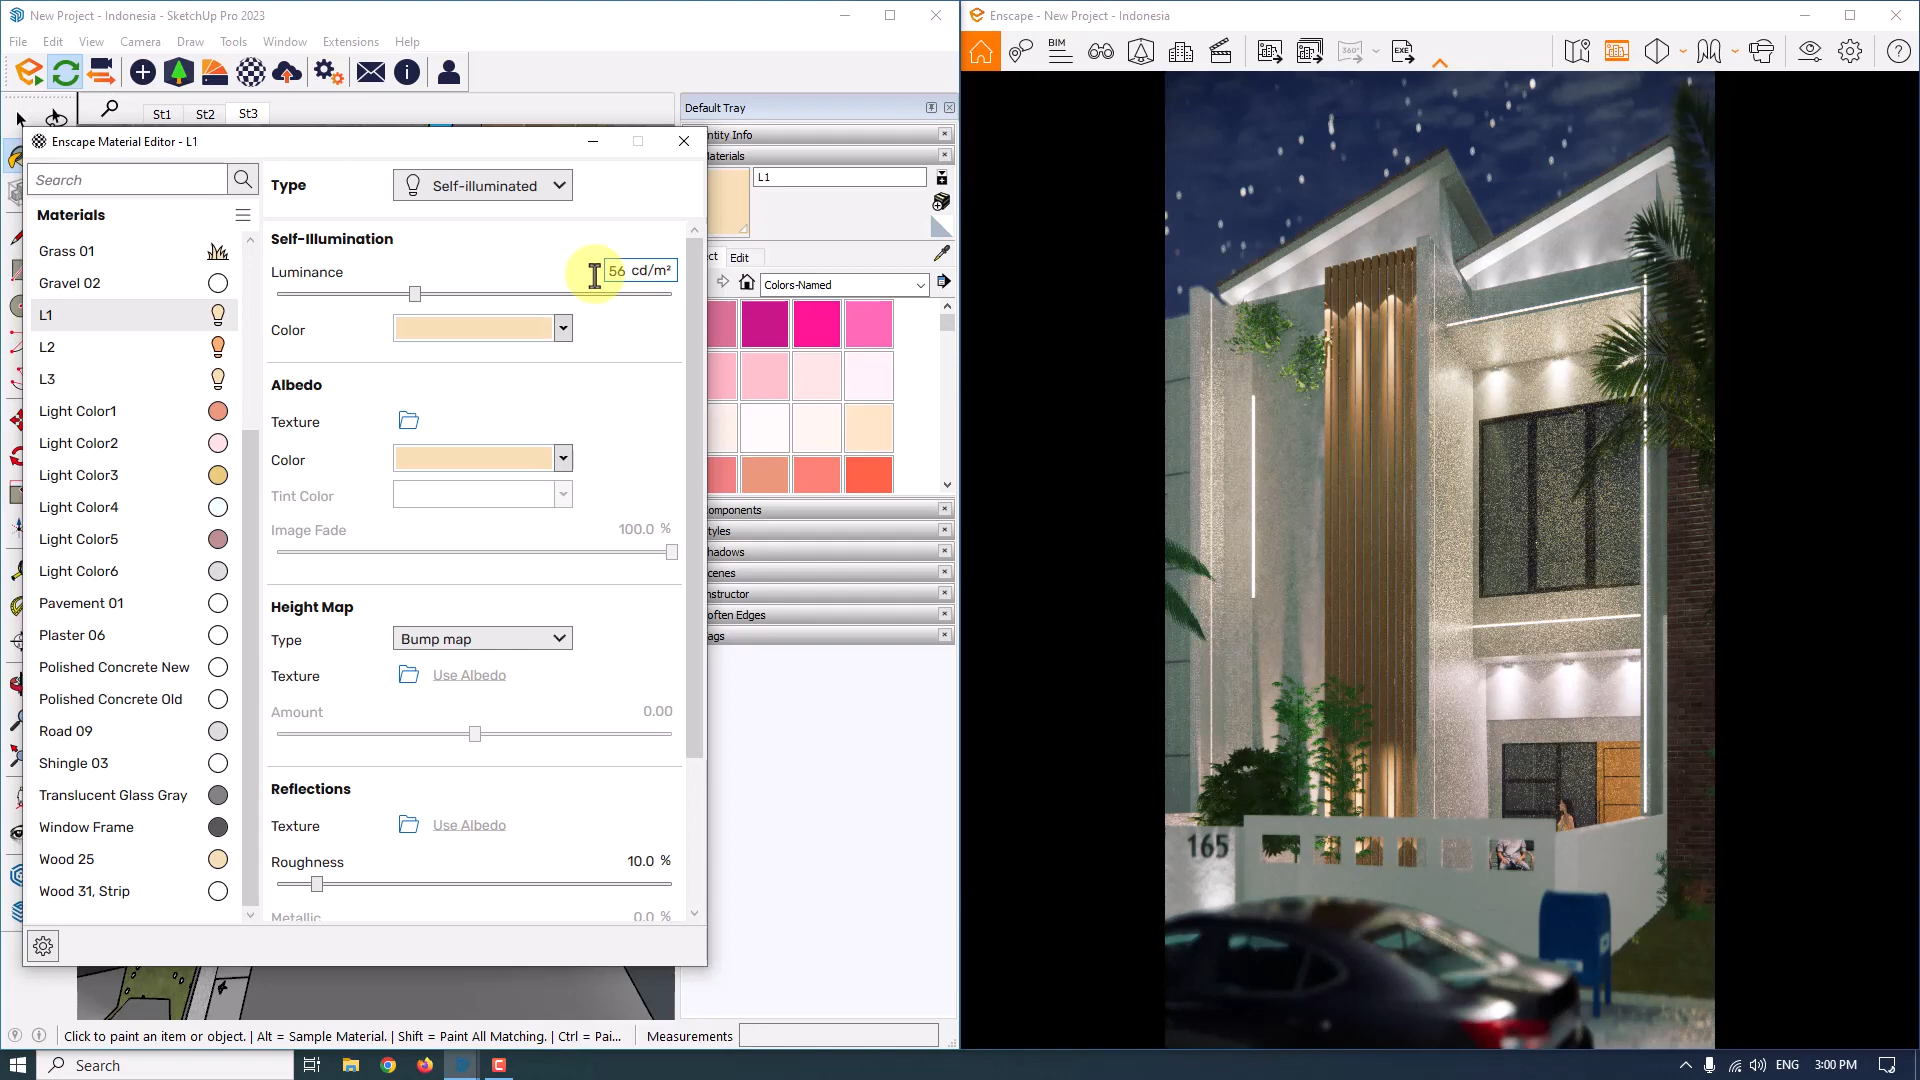 New Project - Indonesia - SketchUp Pro 2023
File Edit View Camera Draw Tools Window Extensions Help
St1 St2 St3
Enscape Material Editor - L1
Search
Materials
Grass 01
Gravel 02
L1
L2
L3
Light Color1
Light Color2
Light Color3
Light Color4
Light Color5
Light Color6
Pavement 01
Plaster 06
Polished Concrete New
Polished Concrete Old
Road 09
Shingle 03
Translucent Glass Gray
Window Frame
Wood 25
Wood 31, Strip
Type Self-illuminated
Self-Illumination
Luminance 56 cd/m²
Color
Albedo
Texture
Color
Tint Color
Image Fade 100.0 %
Height Map
Type Bump map
Texture Use Albedo
Amount 0.00
Reflections
Texture Use Albedo
Roughness 10.0 %
Metallic 0.0 %
Default Tray
ntity Info
aterials
L1
ect Edit
Colors-Named
omponents
tyles
hadows
cenes
nstructor
often Edges
ags
Click to paint an item or object. | Alt = Sample Material. | Shift = Paint All Matching. | Ctrl = Pai...
Measurements
Enscape - New Project - Indonesia
BIM
360°
EXE
165
Search
ENG
3:00 PM